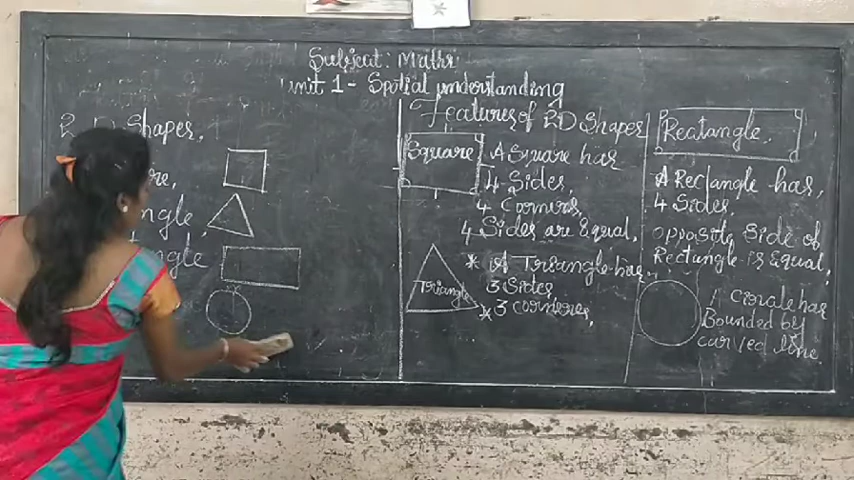 Subject: Maths
unit 1 - Spatial understanding
2 D Shapes,
Features of 2D Shapes
Square
A Square has
4 Sides,
4 corners,
4 Sides are Equal,
Triangle
* A Triangle has
3 Sides
* 3 corners,
Rectangle
A Rectangle has,
4 Sides,
opposite Side of
Rectangle is Equal,
A circale has
Bounded by
curved line